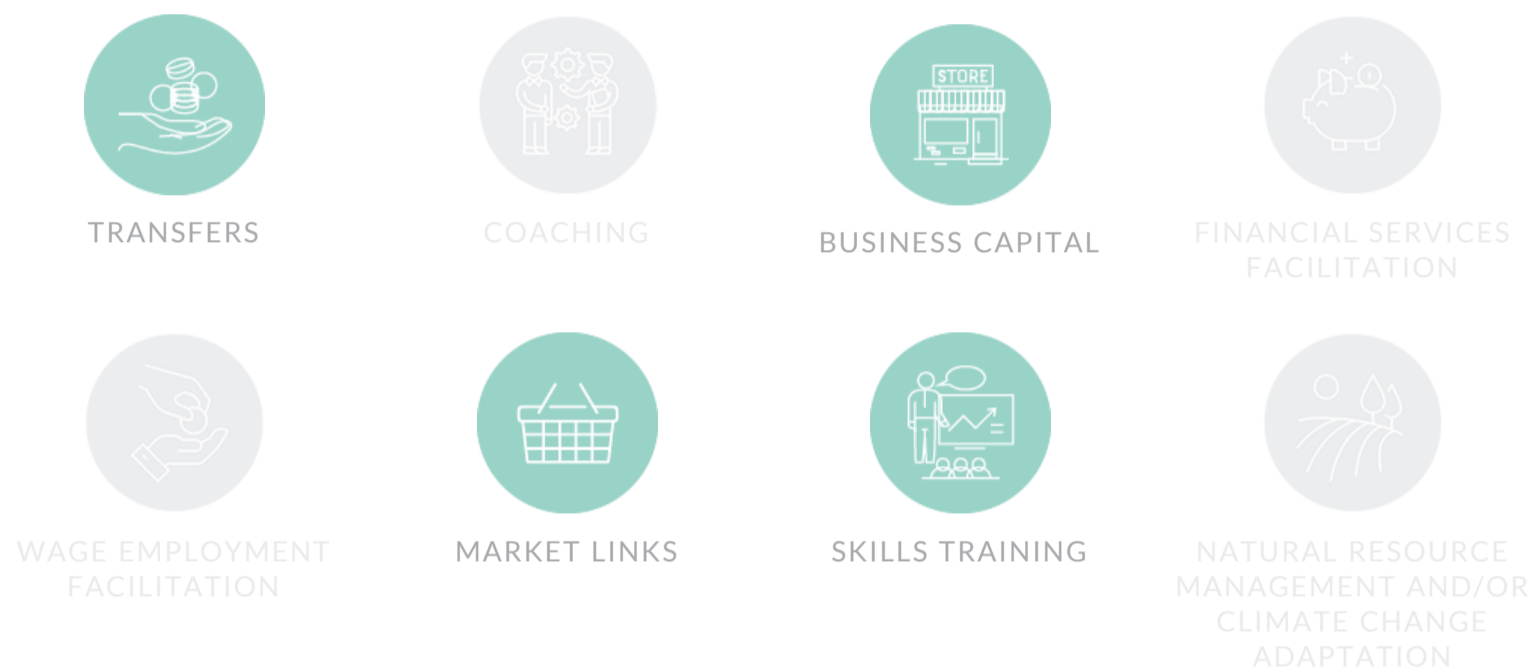 STORE
TRANSFERS
COACHING
BUSINESS CAPITAL
FINANCIAL SERVICES
FACILITATION
WAGE EMPLOYMENT
FACILITATION
MARKET LINKS
SKILLS TRAINING
NATURAL RESOURCE
MANAGEMENT AND/OR
CLIMATE CHANGE
ADAPTATION